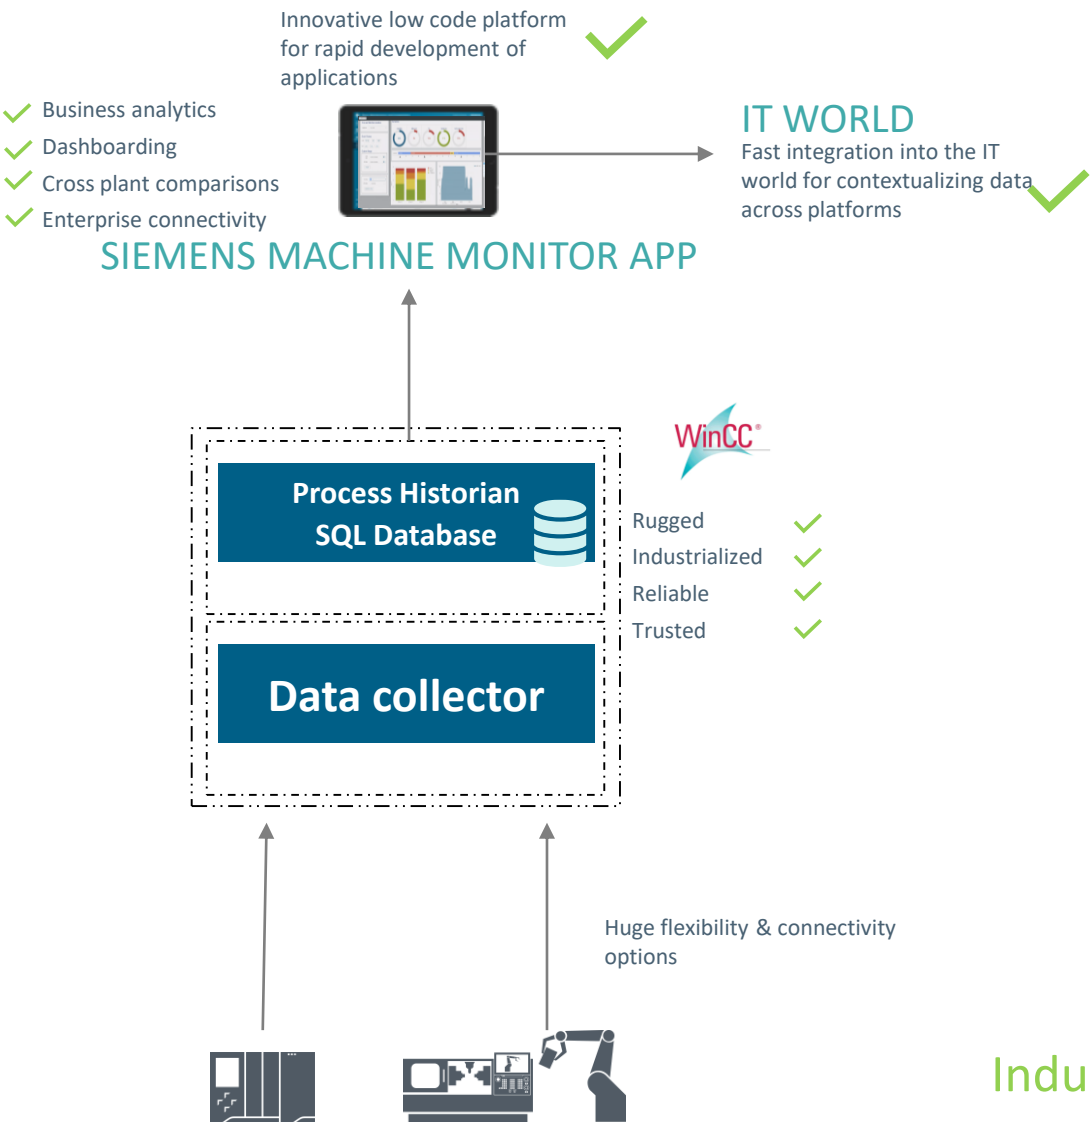 Innovative low code platform
for rapid development of
applications
Business analytics
Dashboarding
Cross plant comparisons
Enterprise connectivity
IT WORLD
Fast integration into the IT
world for contextualizing data
across platforms
SIEMENS MACHINE MONITOR APP
WinCC®
Process Historian
SQL Database
Rugged
Industrialized
Reliable
Trusted
Data collector
Huge flexibility & connectivity
options
Indu